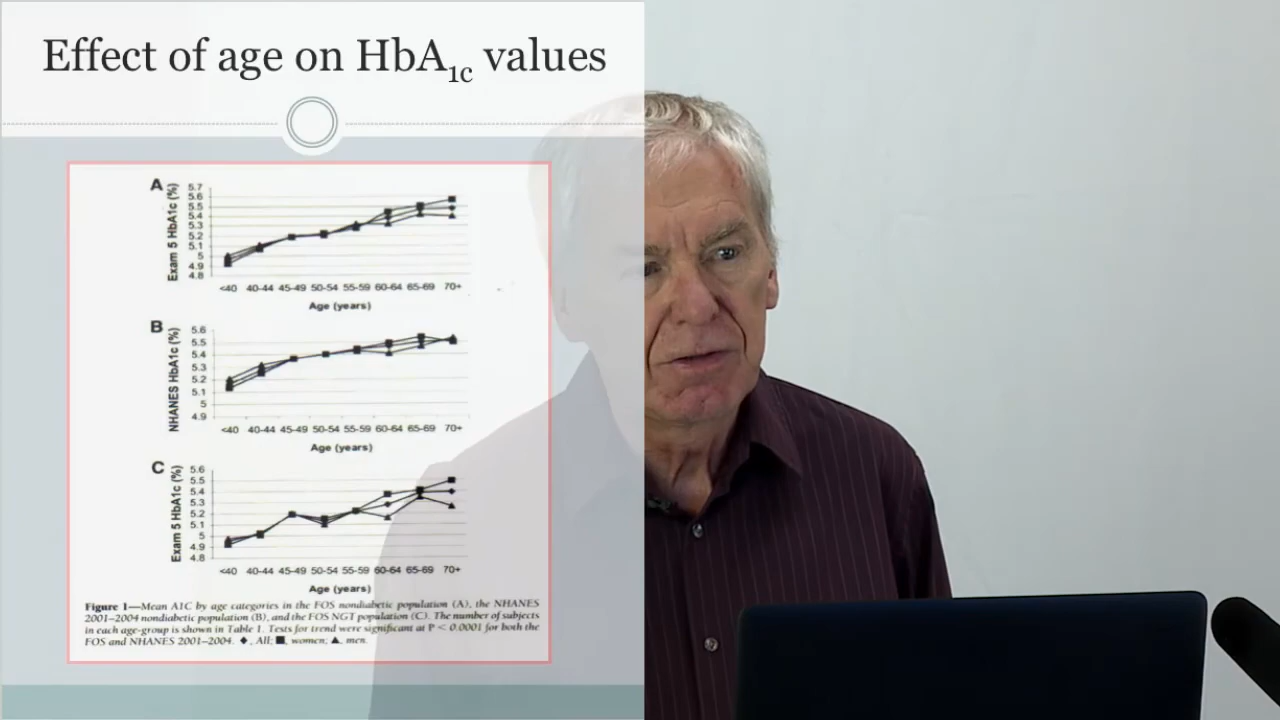 Effect of age on HbA1c values
A
Exam 5 HbA1c (%)
5.7
5.6
5.5
5.4
5.3
5.2
5.1
5
4.9
4.8
<40 40-44 45-49 50-54 55-59 60-64 65-69 70+
Age (years)
B
NHANES HbA1c (%)
5.6
5.5
5.4
5.3
5.2
5.1
5
4.9
<40 40-44 45-49 50-54 55-59 60-64 65-69 70+
Age (years)
C
Exam 5 HbA1c (%)
5.6
5.5
5.4
5.3
5.2
5.1
5
4.9
4.8
<40 40-44 45-49 50-54 55-59 60-64 65-69 70+
Age (years)
Figure 1—Mean A1C by age categories in the FOS nondiabetic population (A), the NHANES
2001–2004 nondiabetic population (B), and the FOS NGT population (C). The number of subjects
in each age-group is shown in Table 1. Tests for trend were significant at P < 0.0001 for both the
FOS and NHANES 2001–2004. ◆, All; ■, women; ▲, men.